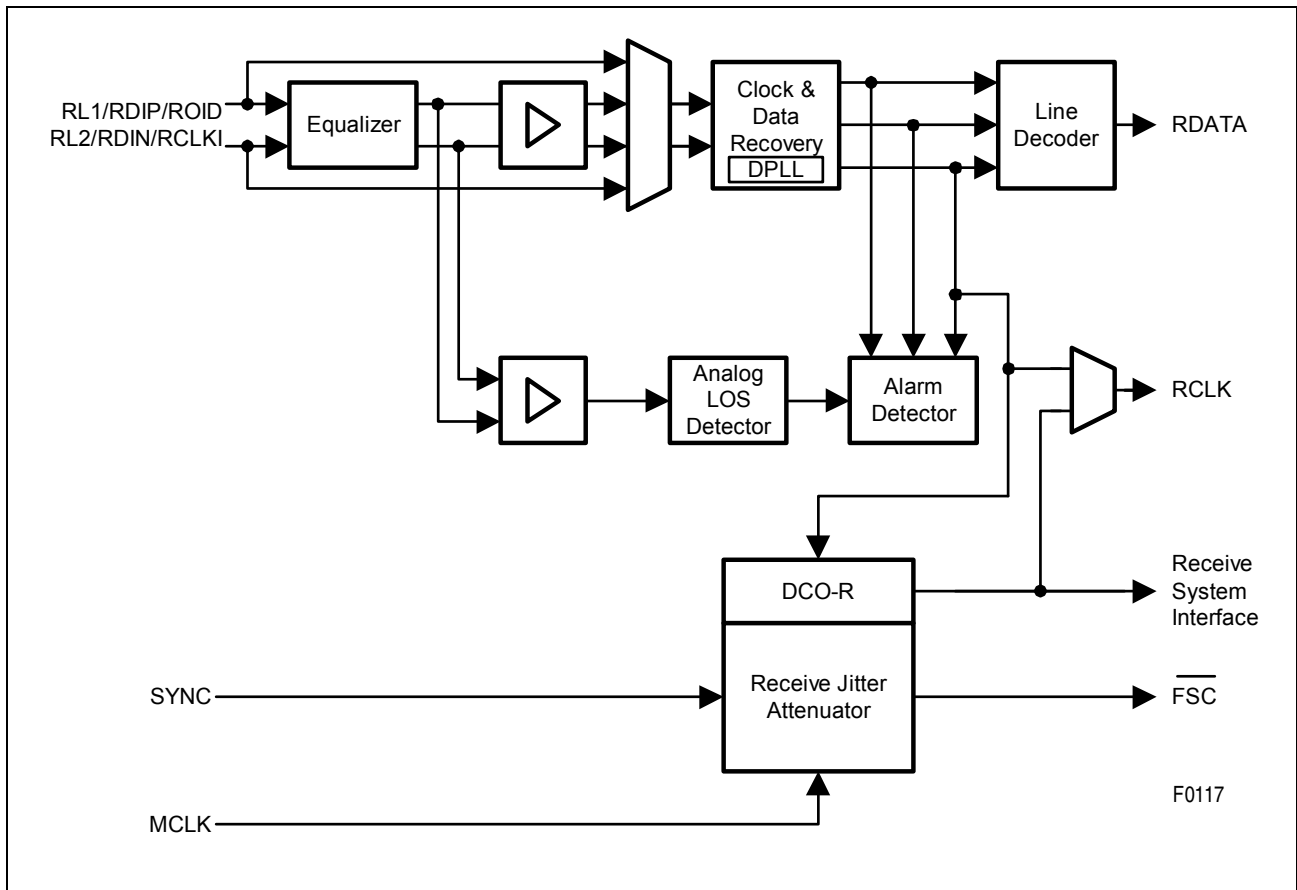 RL1/RDIP/ROID
RL2/RDIN/RCLKI
Equalizer
Clock &
Data
Recovery
DPLL
Line
Decoder
RDATA
Analog
LOS
Detector
Alarm
Detector
RCLK
DCO-R
Receive
System
Interface
SYNC
Receive Jitter
Attenuator
FSC
MCLK
F0117